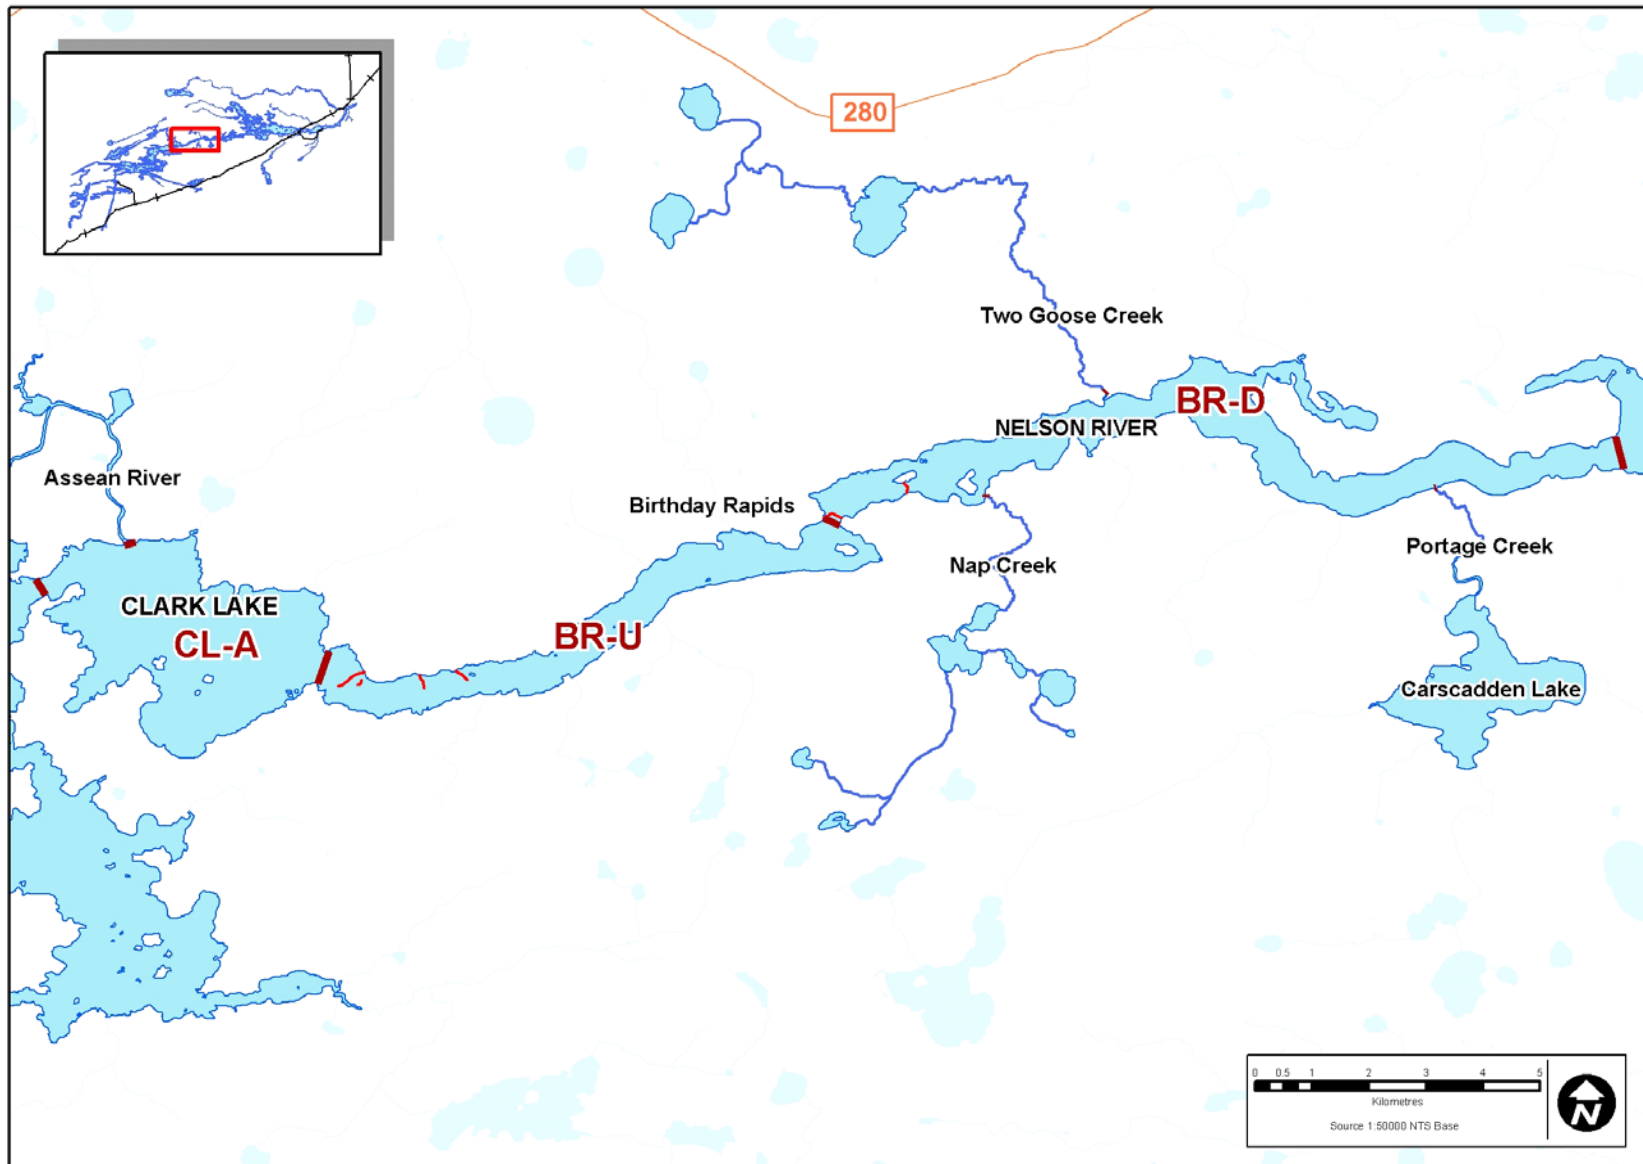 280
Two Goose Creek
BR-D
NELSON RIVER
Assean River
Birthday Rapids
Portage Creek
Nap Creek
CLARK LAKE
CL-A
BR-U
Carscadden Lake
0 0.5 1 2 3 4 5
Kilometres
Source 1:50000 NTS Base
N